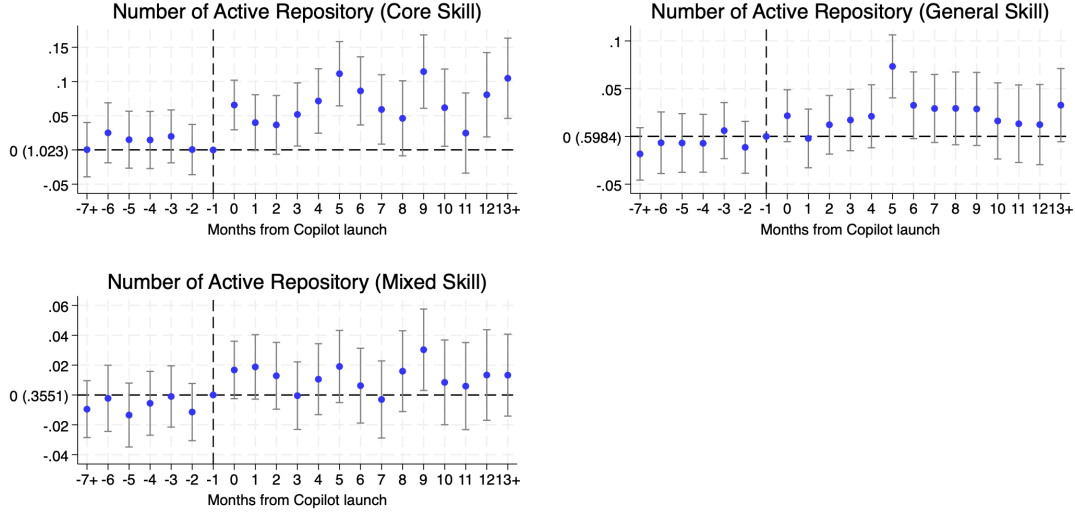 Number of Active Repository (Core Skill)
.15
.1
.05
0 (1.023)
-.05
-7+ -6 -5 -4 -3 -2 -1 0 1 2 3 4 5 6 7 8 9 10 11 1213+
Months from Copilot launch
Number of Active Repository (General Skill)
.1
.05
0 (.5984)
-.05
-7+ -6 -5 -4 -3 -2 -1 0 1 2 3 4 5 6 7 8 9 10 11 1213+
Months from Copilot launch
Number of Active Repository (Mixed Skill)
.06
.04
.02
0 (.3551)
-.02
-.04
-7+ -6 -5 -4 -3 -2 -1 0 1 2 3 4 5 6 7 8 9 10 11 1213+
Months from Copilot launch